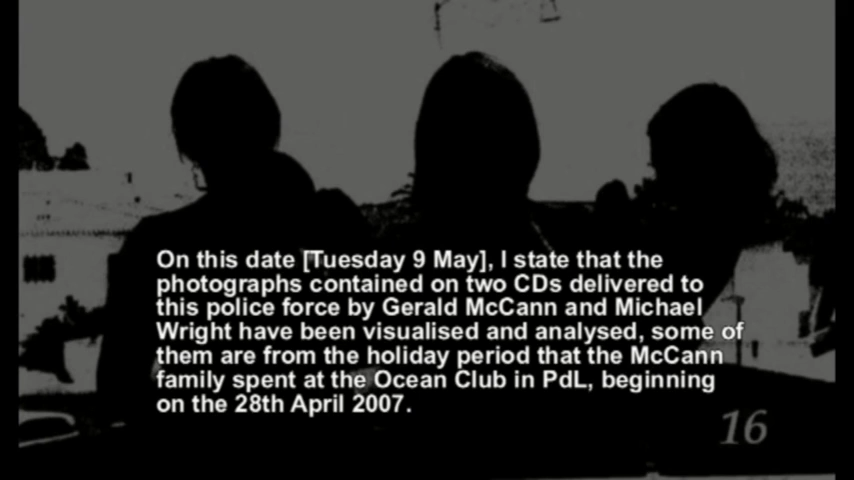 On this date [Tuesday 9 May], I state that the
photographs contained on two CDs delivered to
this police force by Gerald McCann and Michael
Wright have been visualised and analysed, some of
them are from the holiday period that the McCann
family spent at the Ocean Club in PdL, beginning
on the 28th April 2007.
16